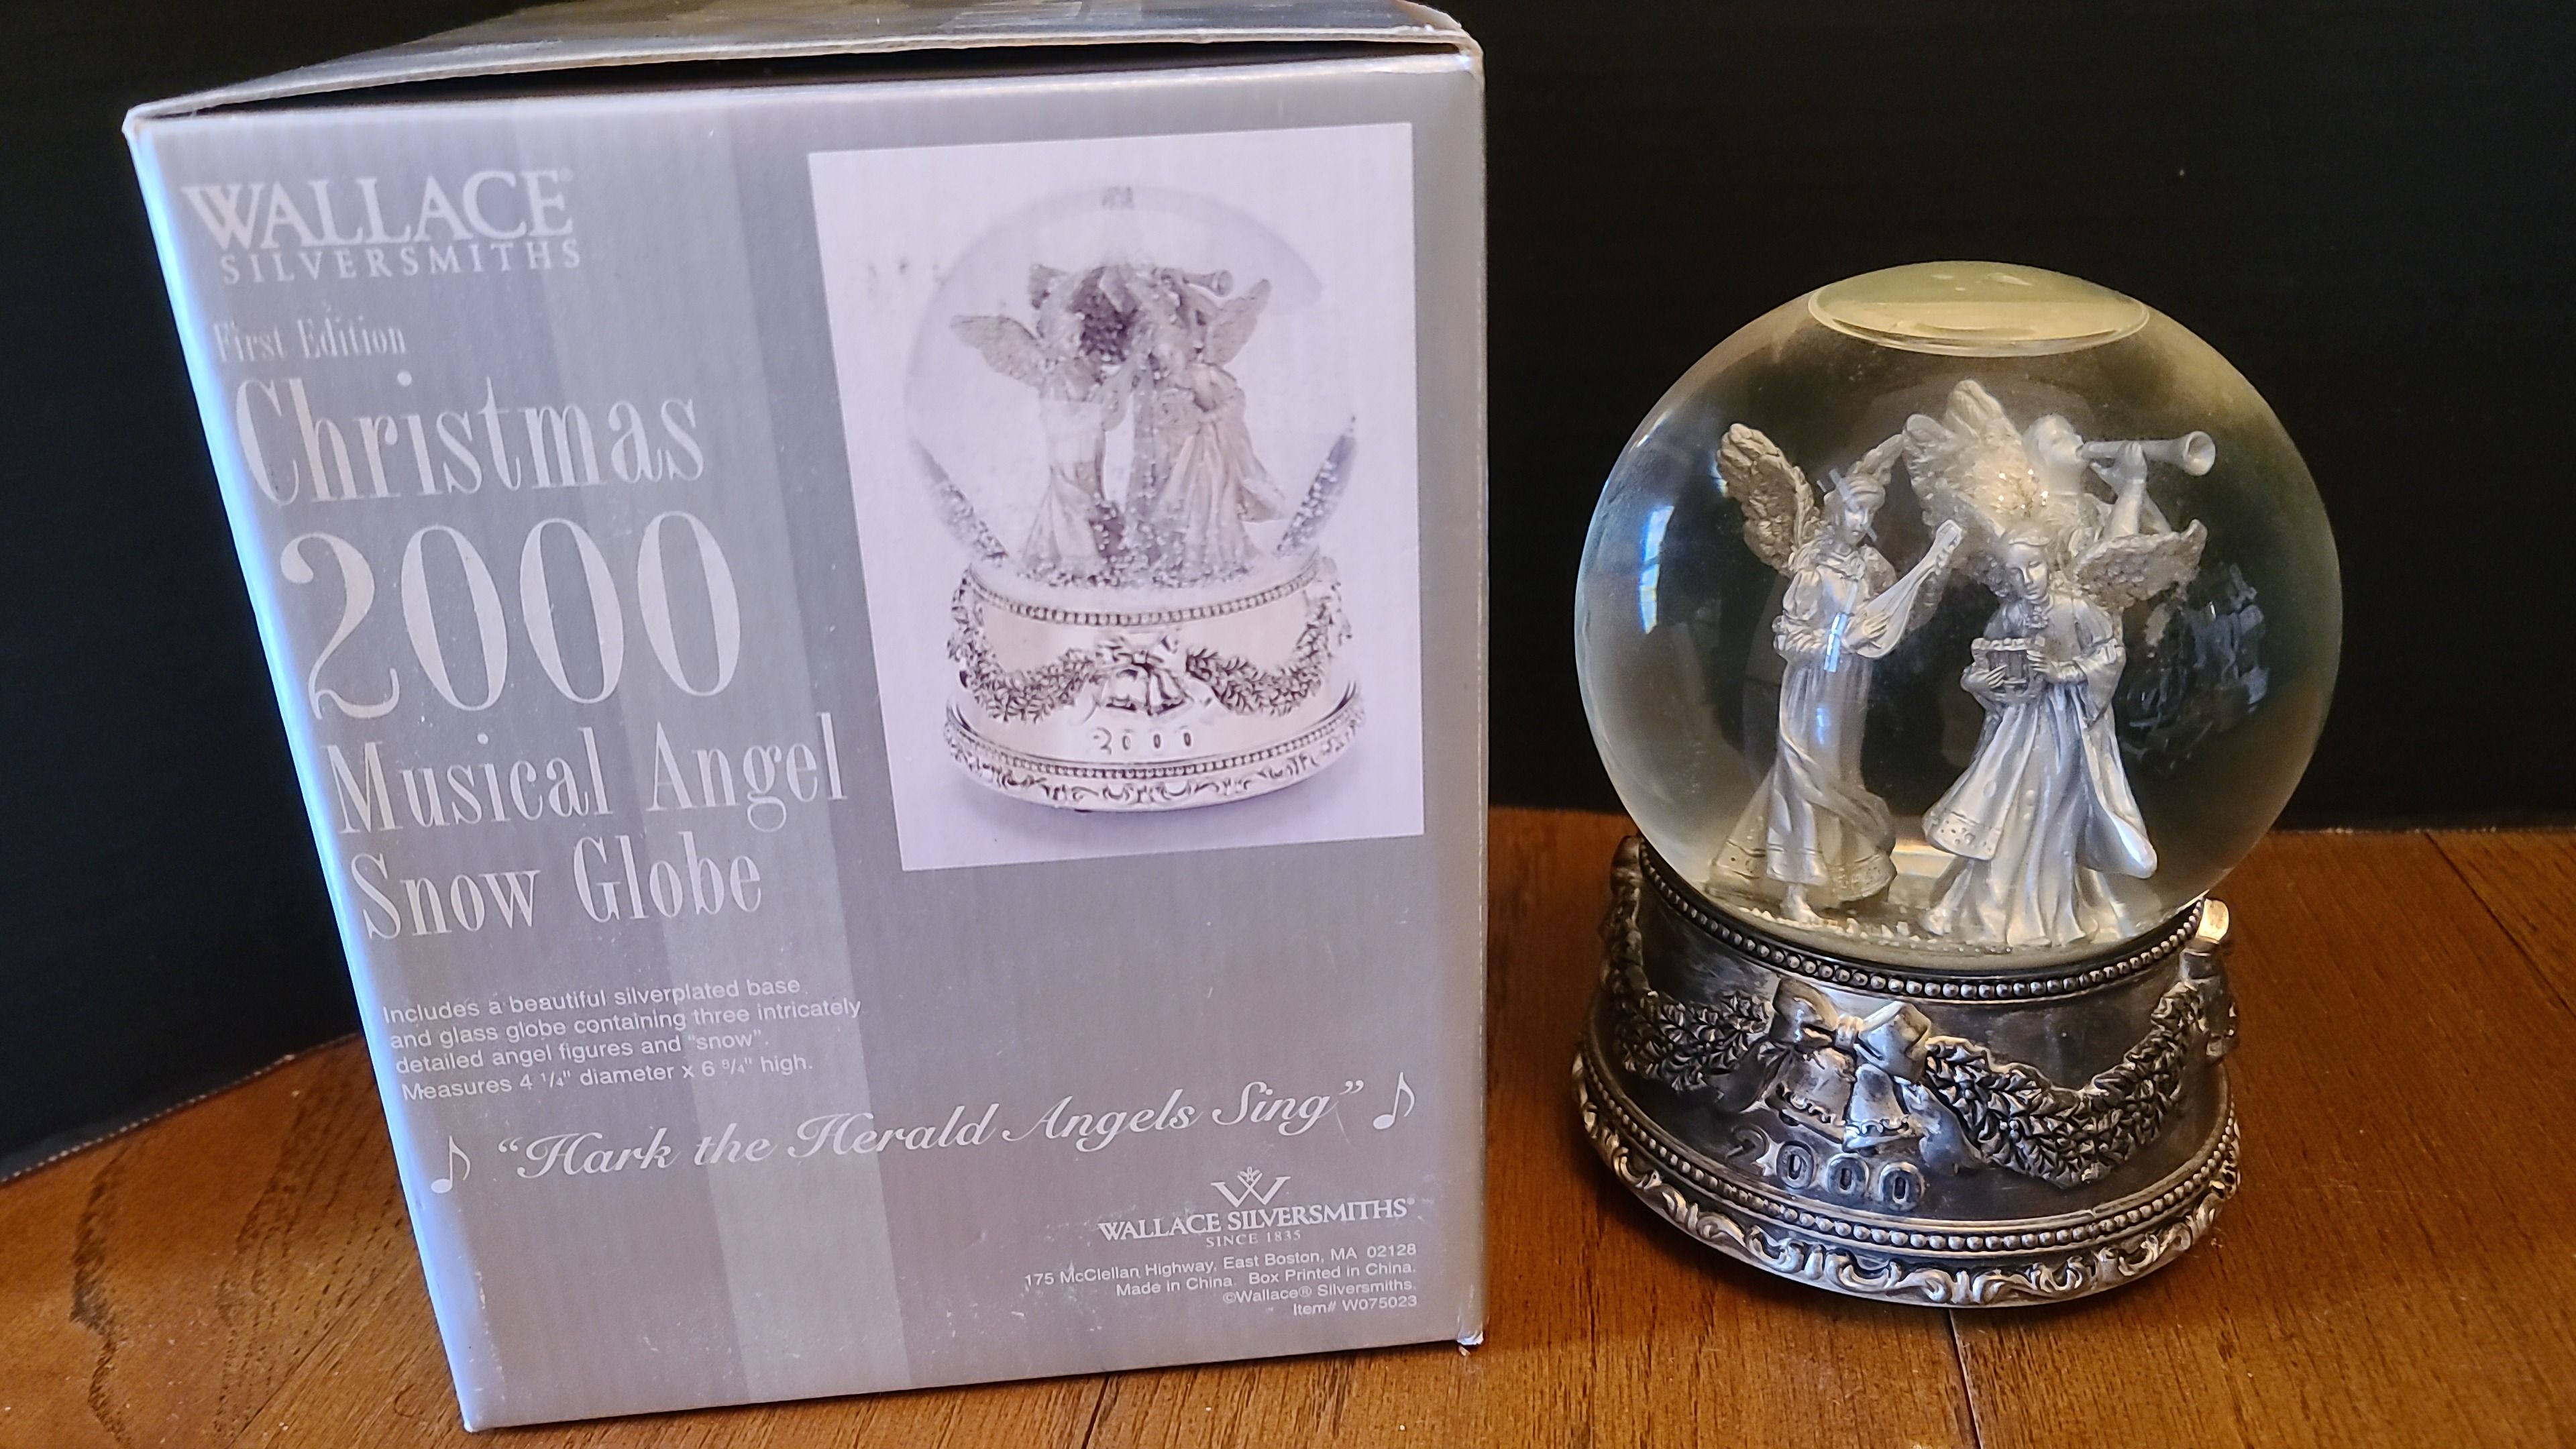 WALLACE®
SILVERSMITHS
First Edition
Christmas
2000
Musical Angel
Snow Globe
Includes a beautiful silverplated base
and glass globe containing three intricately
detailed angel figures and "snow".
Measures 4 1/4" diameter x 6 high.
♪ "Hark the Herald Angels Sing" ♪
WALLACE SILVERSMITHS®
SINCE 1835
175 McClellan Highway, East Boston, MA 02128
Made in China. Box Printed in China.
©Wallace® Silversmiths.
Item# W075023
2000
2000